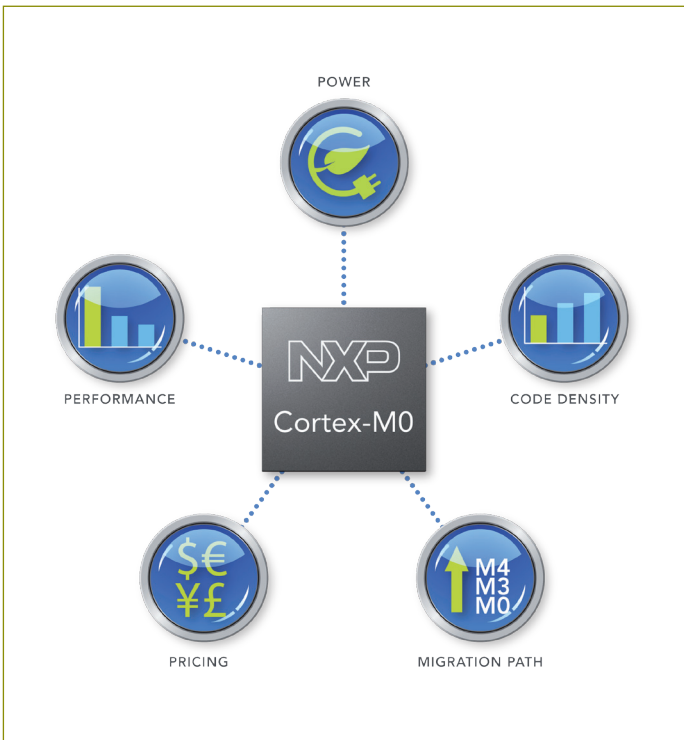 POWER
PERFORMANCE
CODE DENSITY
NXP
Cortex-M0
$€
¥£
PRICING
M4
M3
M0
MIGRATION PATH